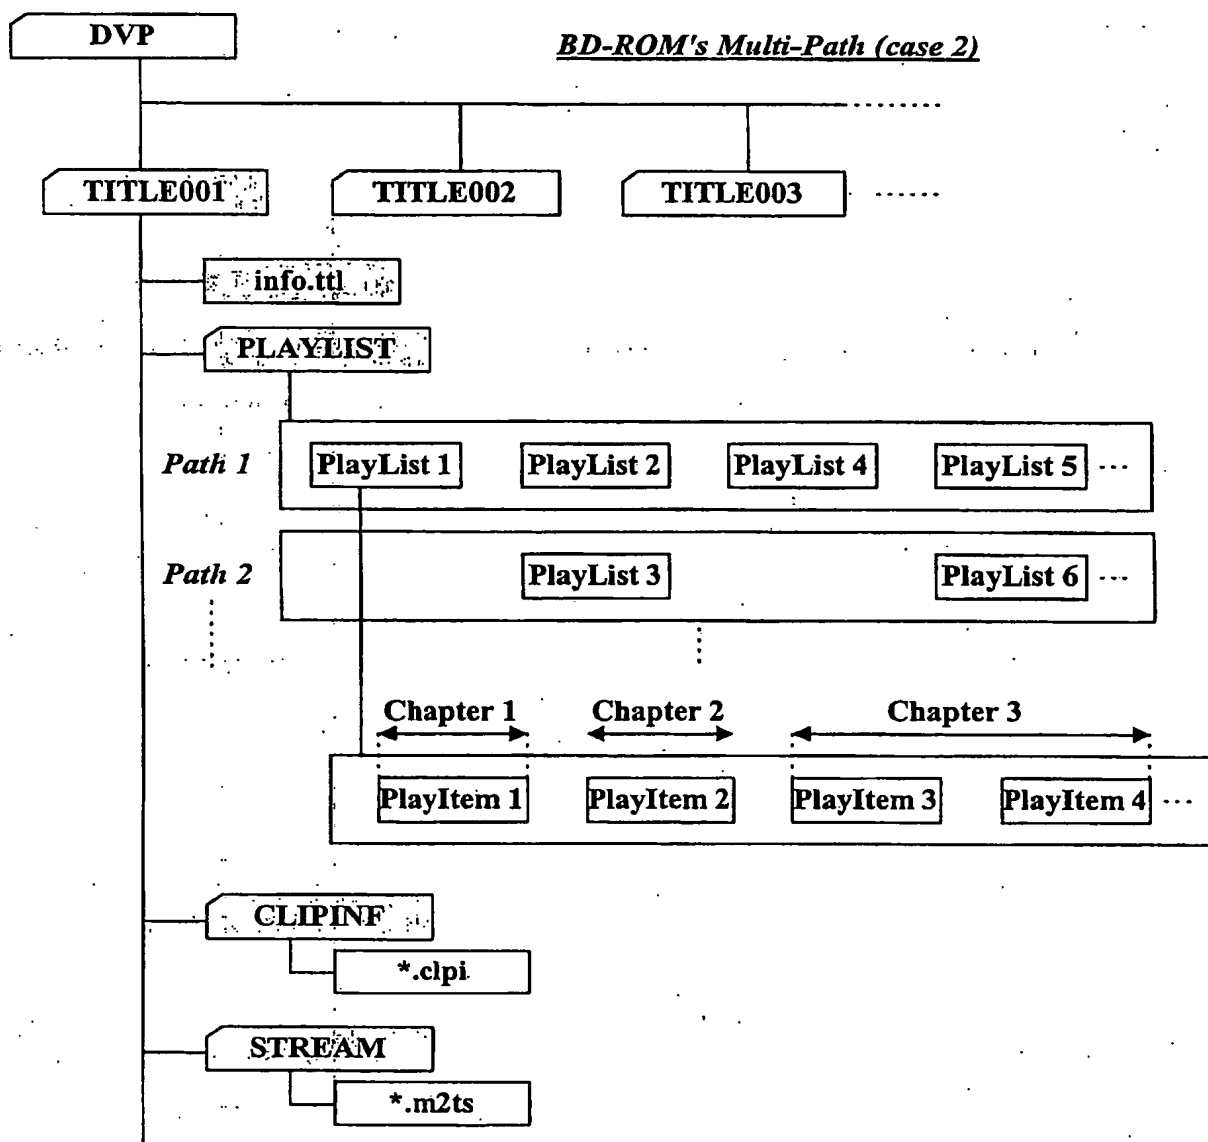 DVP
BD-ROM's Multi-Path (case 2)
TITLE001
TITLE002
TITLE003
info.ttl
PLAYLIST
Path 1
PlayList 1
PlayList 2
PlayList 4
PlayList 5
Path 2
PlayList 3
PlayList 6
Chapter 1
Chapter 2
Chapter 3
PlayItem 1
PlayItem 2
PlayItem 3
PlayItem 4
CLIPINF
*.clpi
STREAM
*.m2ts